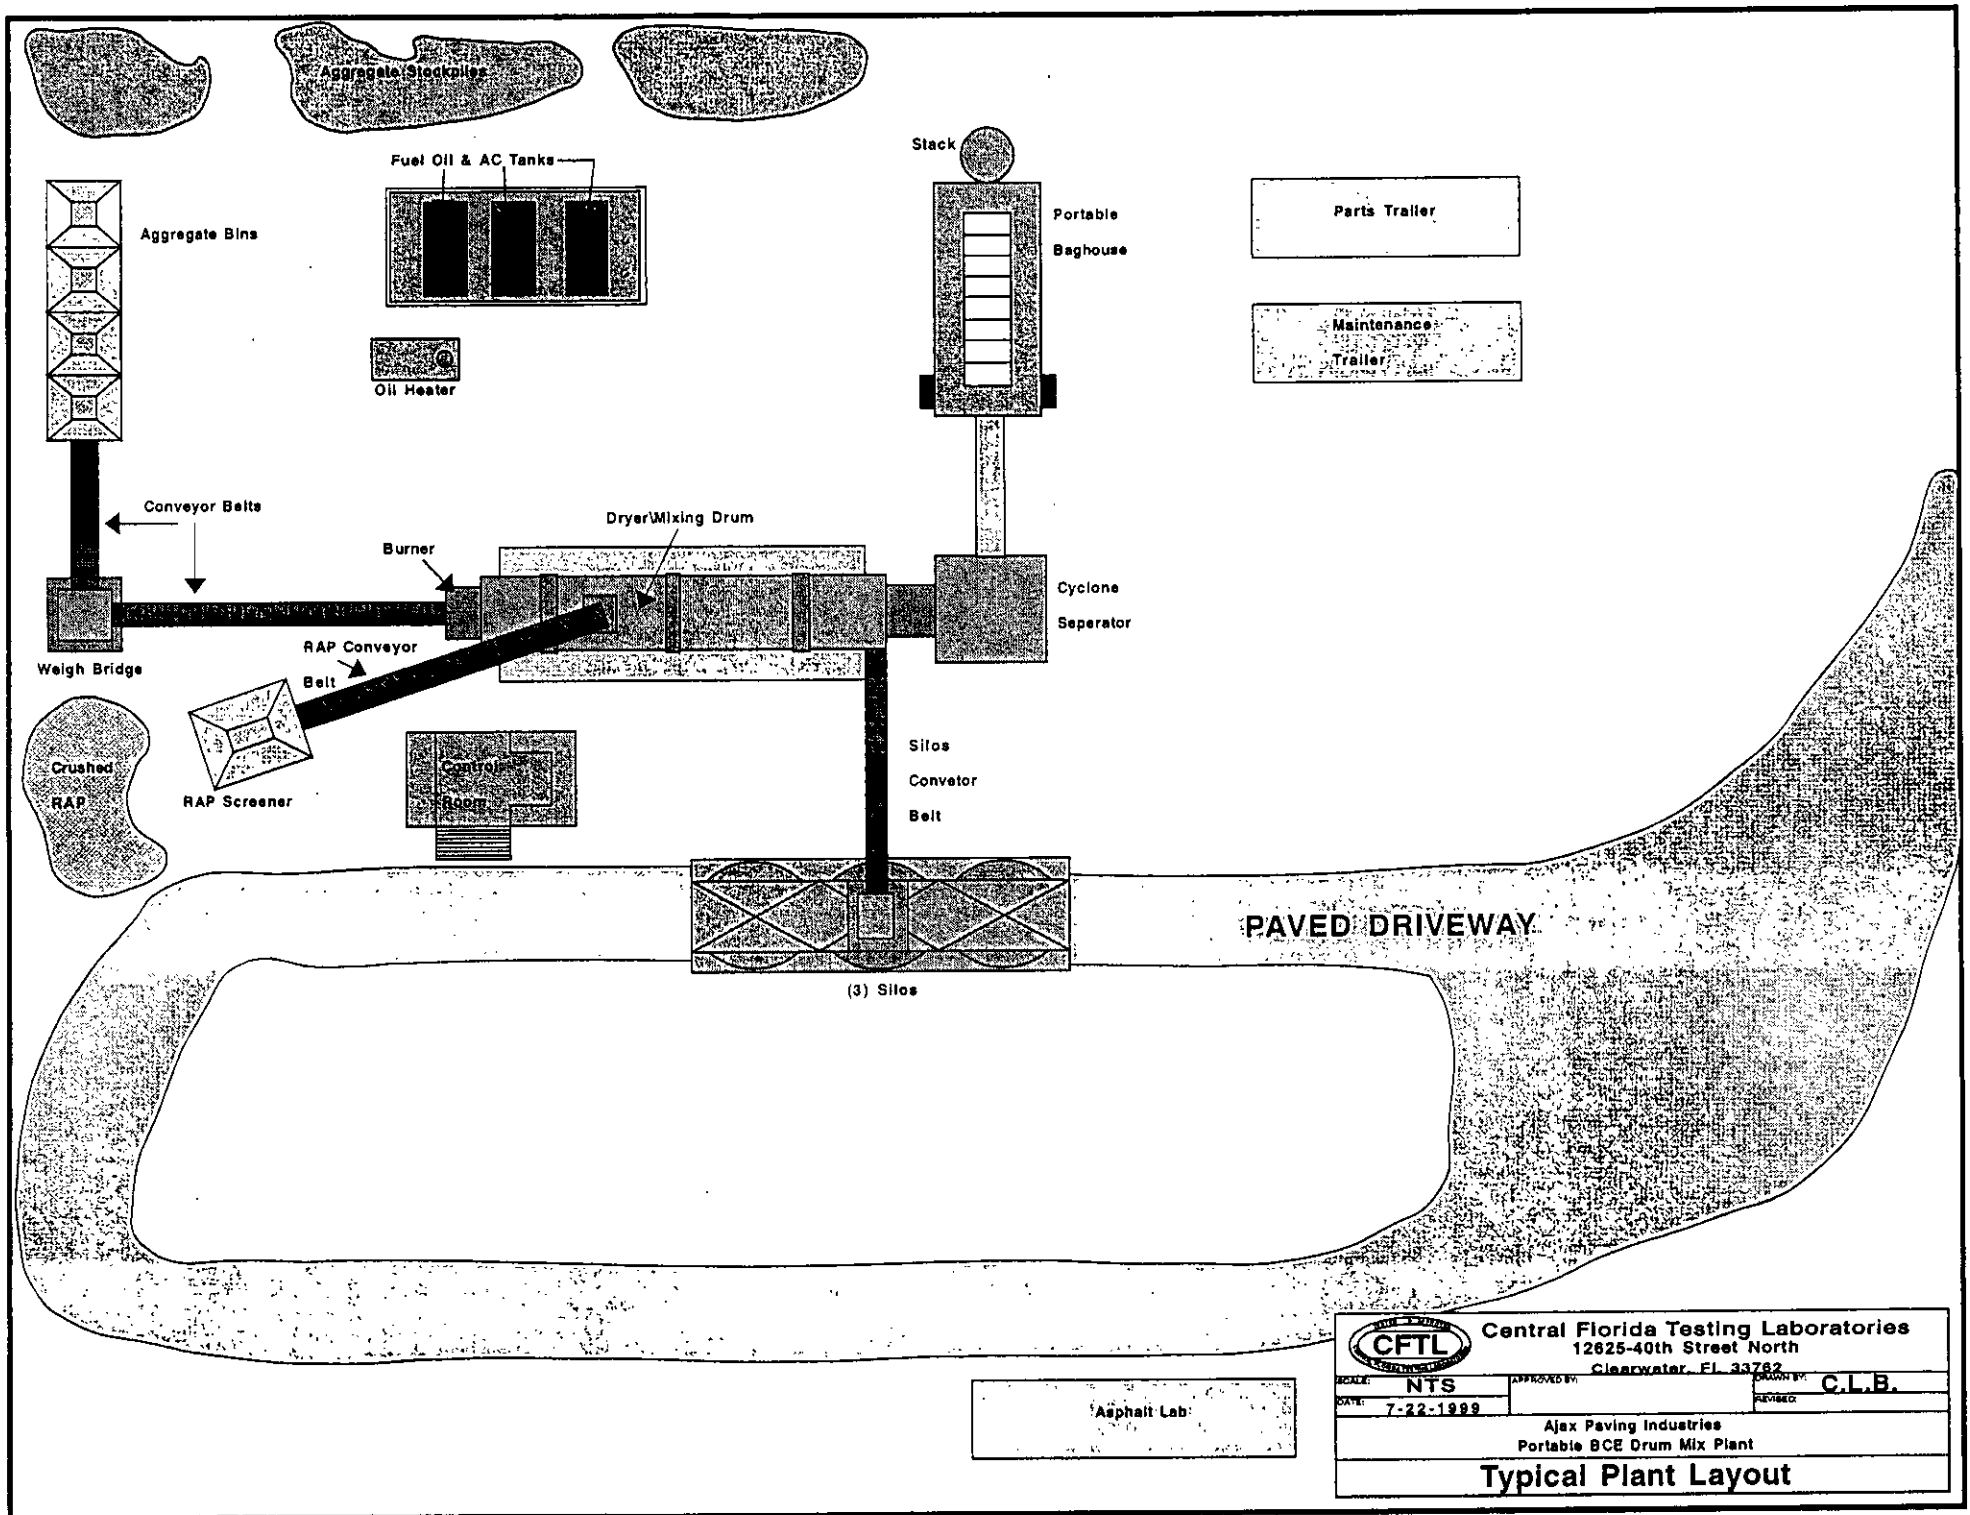 Aggregate Stockpiles
Fuel Oil & AC Tanks
Stack
Portable
Baghouse
Parts Trailer
Aggregate Bins
Maintenance
Trailer
Oil Heater
Conveyor Belts
Dryer\Mixing Drum
Burner
Cyclone
Seperator
RAP Conveyor
Belt
Weigh Bridge
Crushed
RAP
RAP Screener
Control
Room
Silos
Convetor
Belt
PAVED DRIVEWAY
(3) Silos
Asphalt Lab
CFTL
Central Florida Testing Laboratories
12625-40th Street North
Clearwater, Fl. 33762
SCALE: NTS
APPROVED BY:
DRAWN BY: C.L.B.
DATE: 7-22-1999
REVISED:
Ajax Paving Industries
Portable BCE Drum Mix Plant
Typical Plant Layout